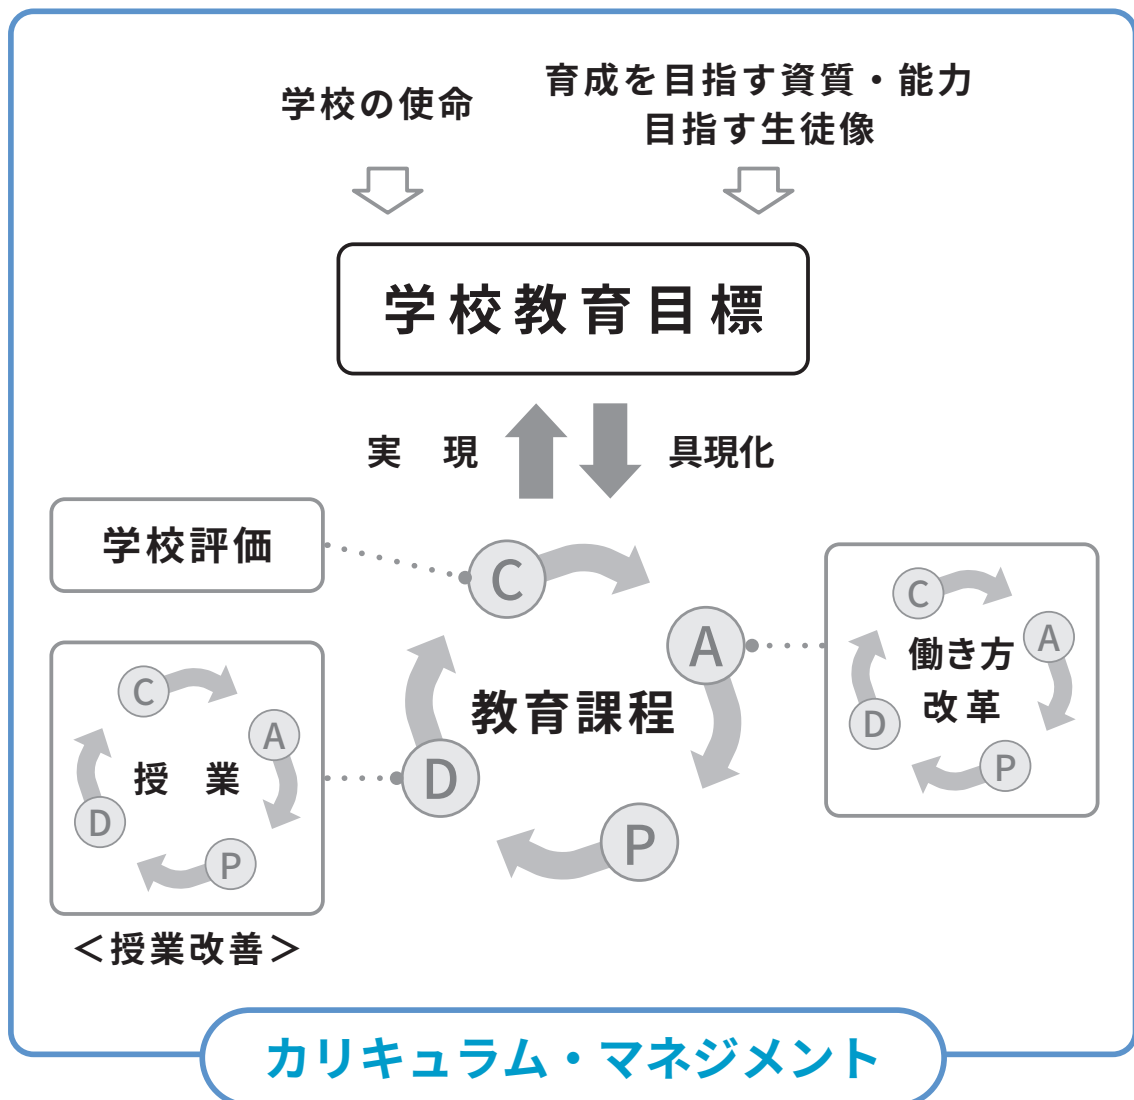 学校の使命
育成を目指す資質・能力
目指す生徒像
学校教育目標
実　現
具現化
学校評価
C
A
教育課程
D
P
C
A
授　業
D
P
＜授業改善＞
C
A
働き方
改革
D
P
カリキュラム・マネジメント